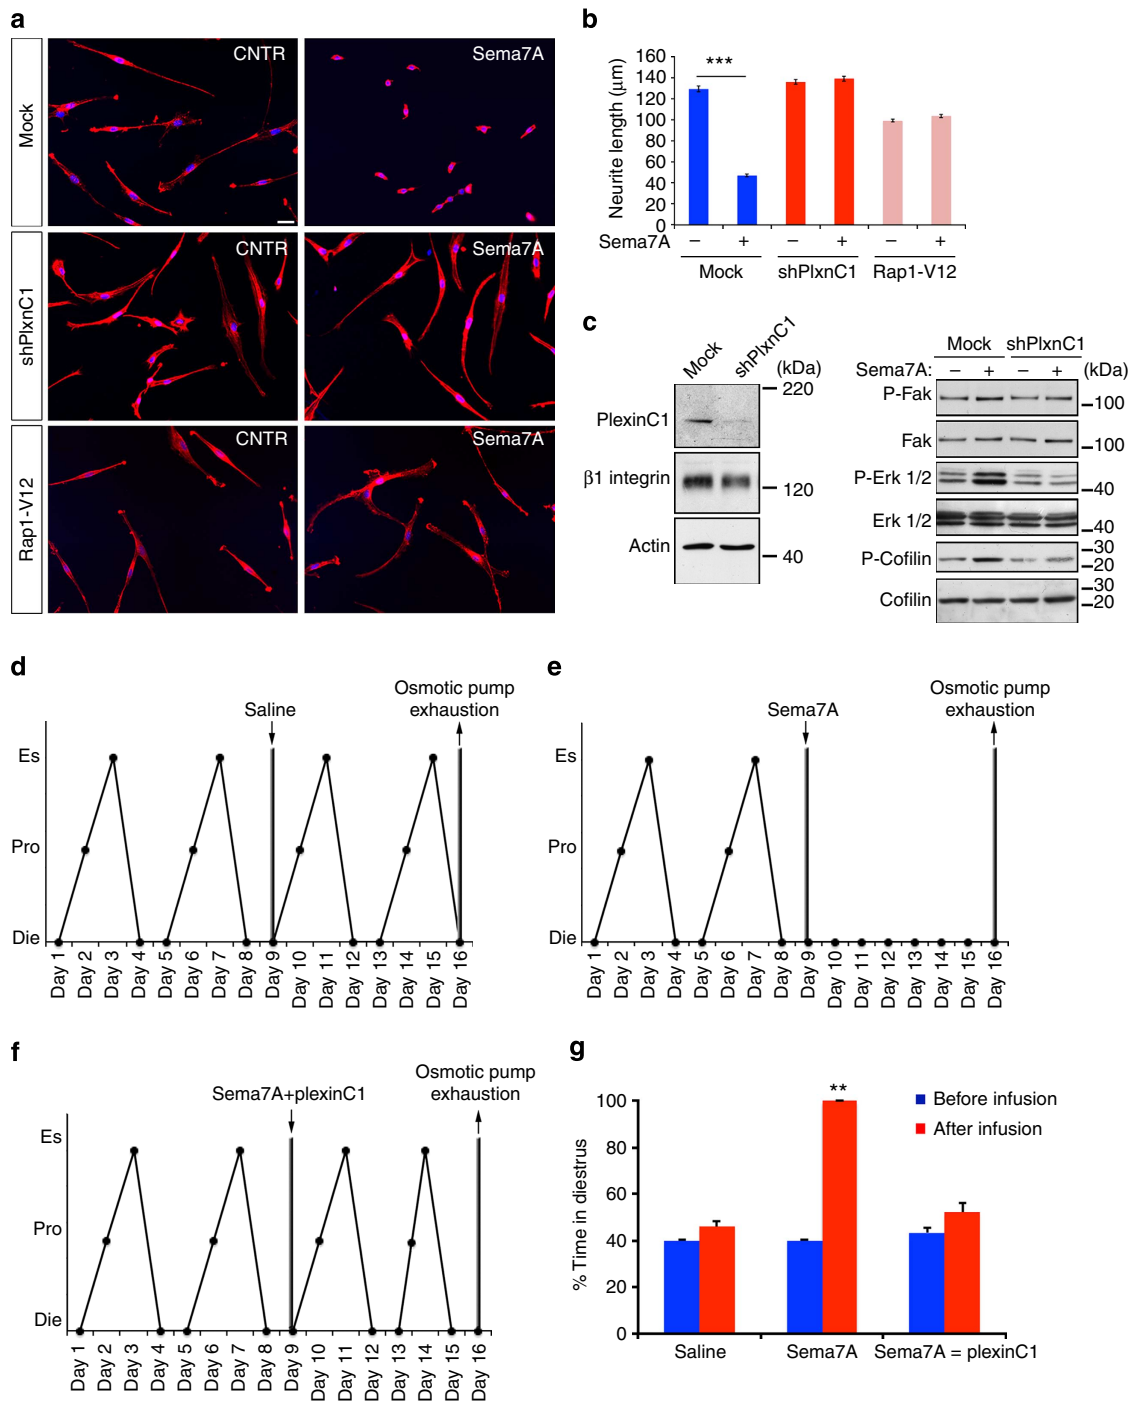 a
Mock
CNTR
Sema7A
shPlxnC1
CNTR
Sema7A
Rap1-V12
CNTR
Sema7A
b
Neurite length (μm)
160
140
120
100
80
60
40
20
0
***
Sema7A − + − + − +
Mock shPlxnC1 Rap1-V12
c
Mock shPlxnC1 (kDa)
PlexinC1
220
β1 integrin
120
Actin
40
Mock shPlxnC1
Sema7A: − + − + (kDa)
P-Fak
100
Fak
100
P-Erk 1/2
40
Erk 1/2
40
P-Cofilin
30
20
Cofilin
30
20
d
Saline
Osmotic pump
exhaustion
Es
Pro
Die
Day 1
Day 2
Day 3
Day 4
Day 5
Day 6
Day 7
Day 8
Day 9
Day 10
Day 11
Day 12
Day 13
Day 14
Day 15
Day 16
e
Sema7A
Osmotic pump
exhaustion
Es
Pro
Die
Day 1
Day 2
Day 3
Day 4
Day 5
Day 6
Day 7
Day 8
Day 9
Day 10
Day 11
Day 12
Day 13
Day 14
Day 15
Day 16
f
Sema7A+plexinC1
Osmotic pump
exhaustion
Es
Pro
Die
Day 1
Day 2
Day 3
Day 4
Day 5
Day 6
Day 7
Day 8
Day 9
Day 10
Day 11
Day 12
Day 13
Day 14
Day 15
Day 16
g
% Time in diestrus
100
80
60
40
20
0
**
Before infusion
After infusion
Saline Sema7A Sema7A = plexinC1